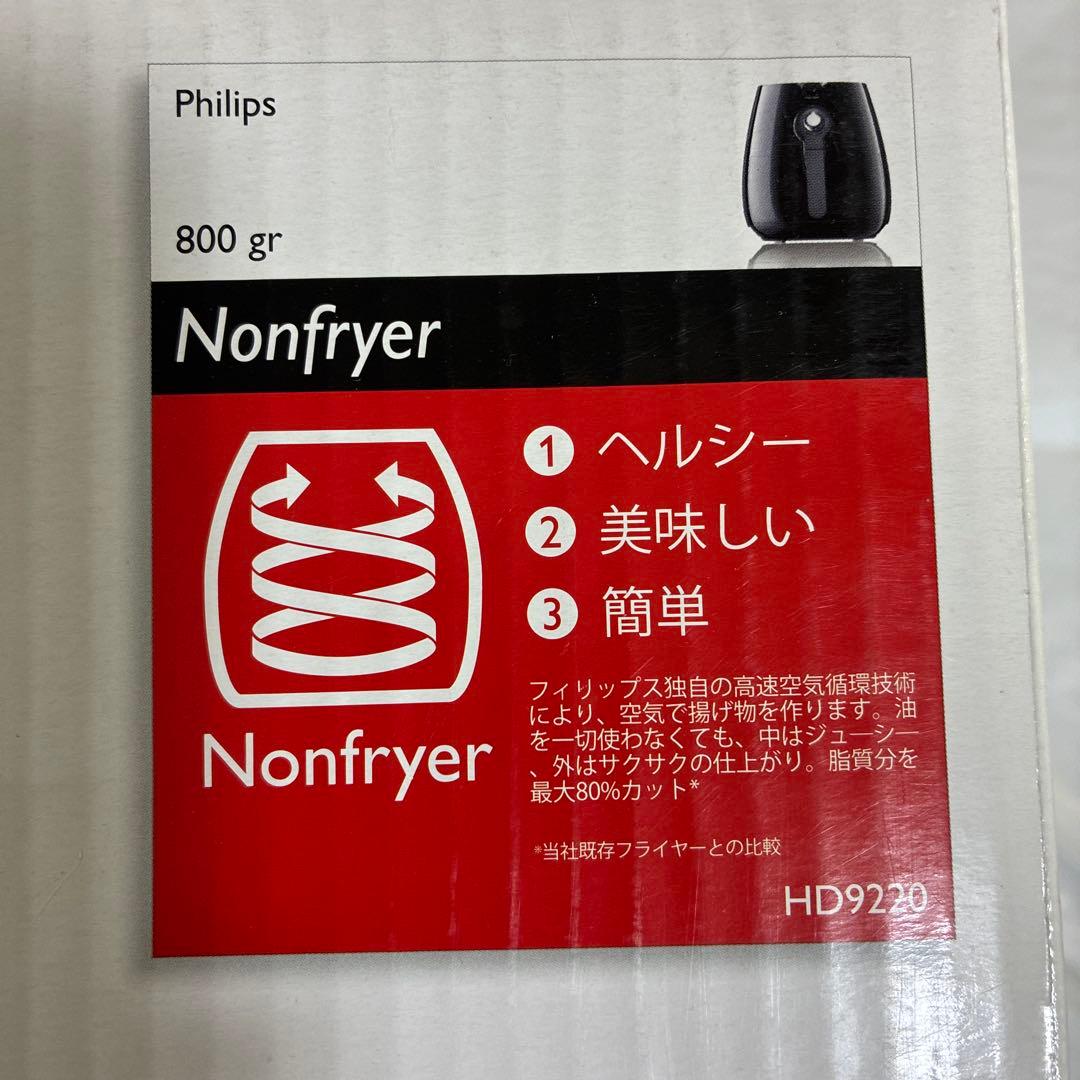 Philips
800 gr
Nonfryer
1 ヘルシー
2 美味しい
3 簡単
Nonfryer
フィリップス独自の高速空気循環技術
により、空気で揚げ物を作ります。油
を一切使わなくても、中はジューシー
、外はサクサクの仕上がり。脂質分を
最大80%カット*
*当社既存フライヤーとの比較
HD9220